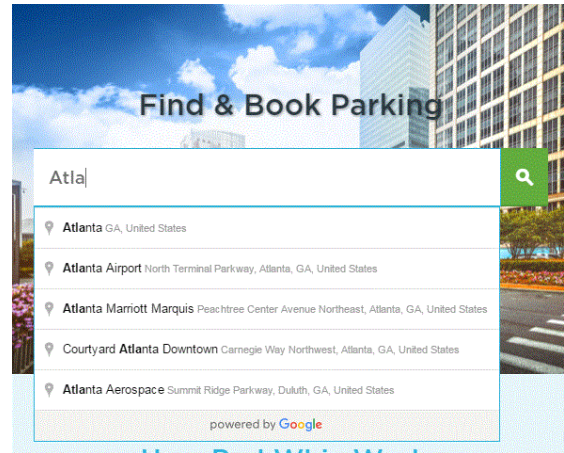 Find & Book Parking
Atla
Atlanta GA, United States
Atlanta Airport North Terminal Parkway, Atlanta, GA, United States
Atlanta Marriott Marquis Peachtree Center Avenue Northeast, Atlanta, GA, United States
Courtyard Atlanta Downtown Carnegie Way Northwest, Atlanta, GA, United States
Atlanta Aerospace Summit Ridge Parkway, Duluth, GA, United States
powered by Google